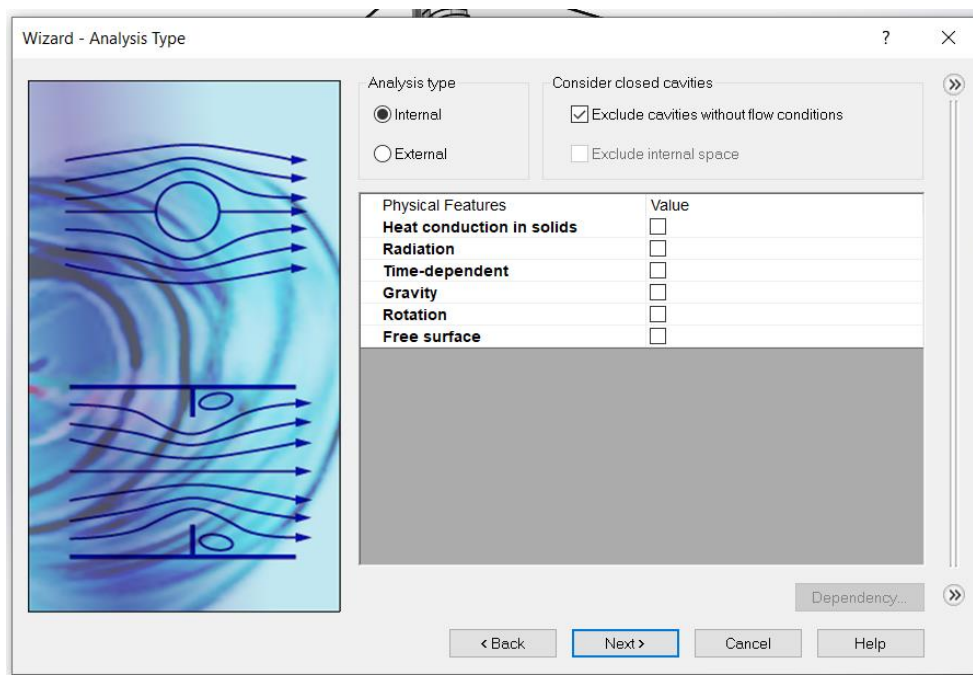 Wizard - Analysis Type
?
Analysis type
Internal
External
Consider closed cavities
Exclude cavities without flow conditions
Exclude internal space
Physical Features Value
Heat conduction in solids
Radiation
Time-dependent
Gravity
Rotation
Free surface
Dependency...
< Back Next > Cancel Help